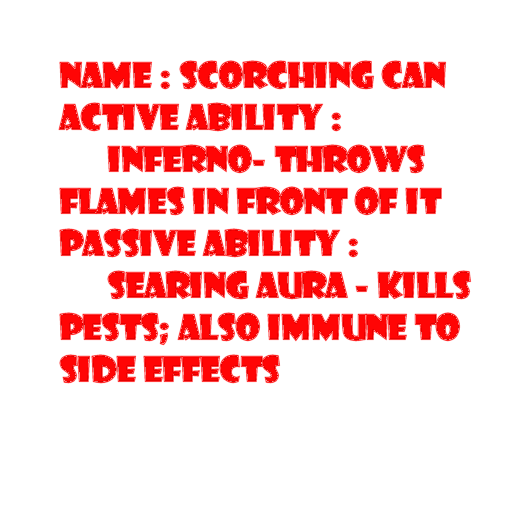 NAME : SCORCHING CAN
ACTIVE ABILITY :
INFERNO- THROWS
FLAMES IN FRONT OF IT
PASSIVE ABILITY :
SEARING AURA - KILLS
PESTS; ALSO IMMUNE TO
SIDE EFFECTS